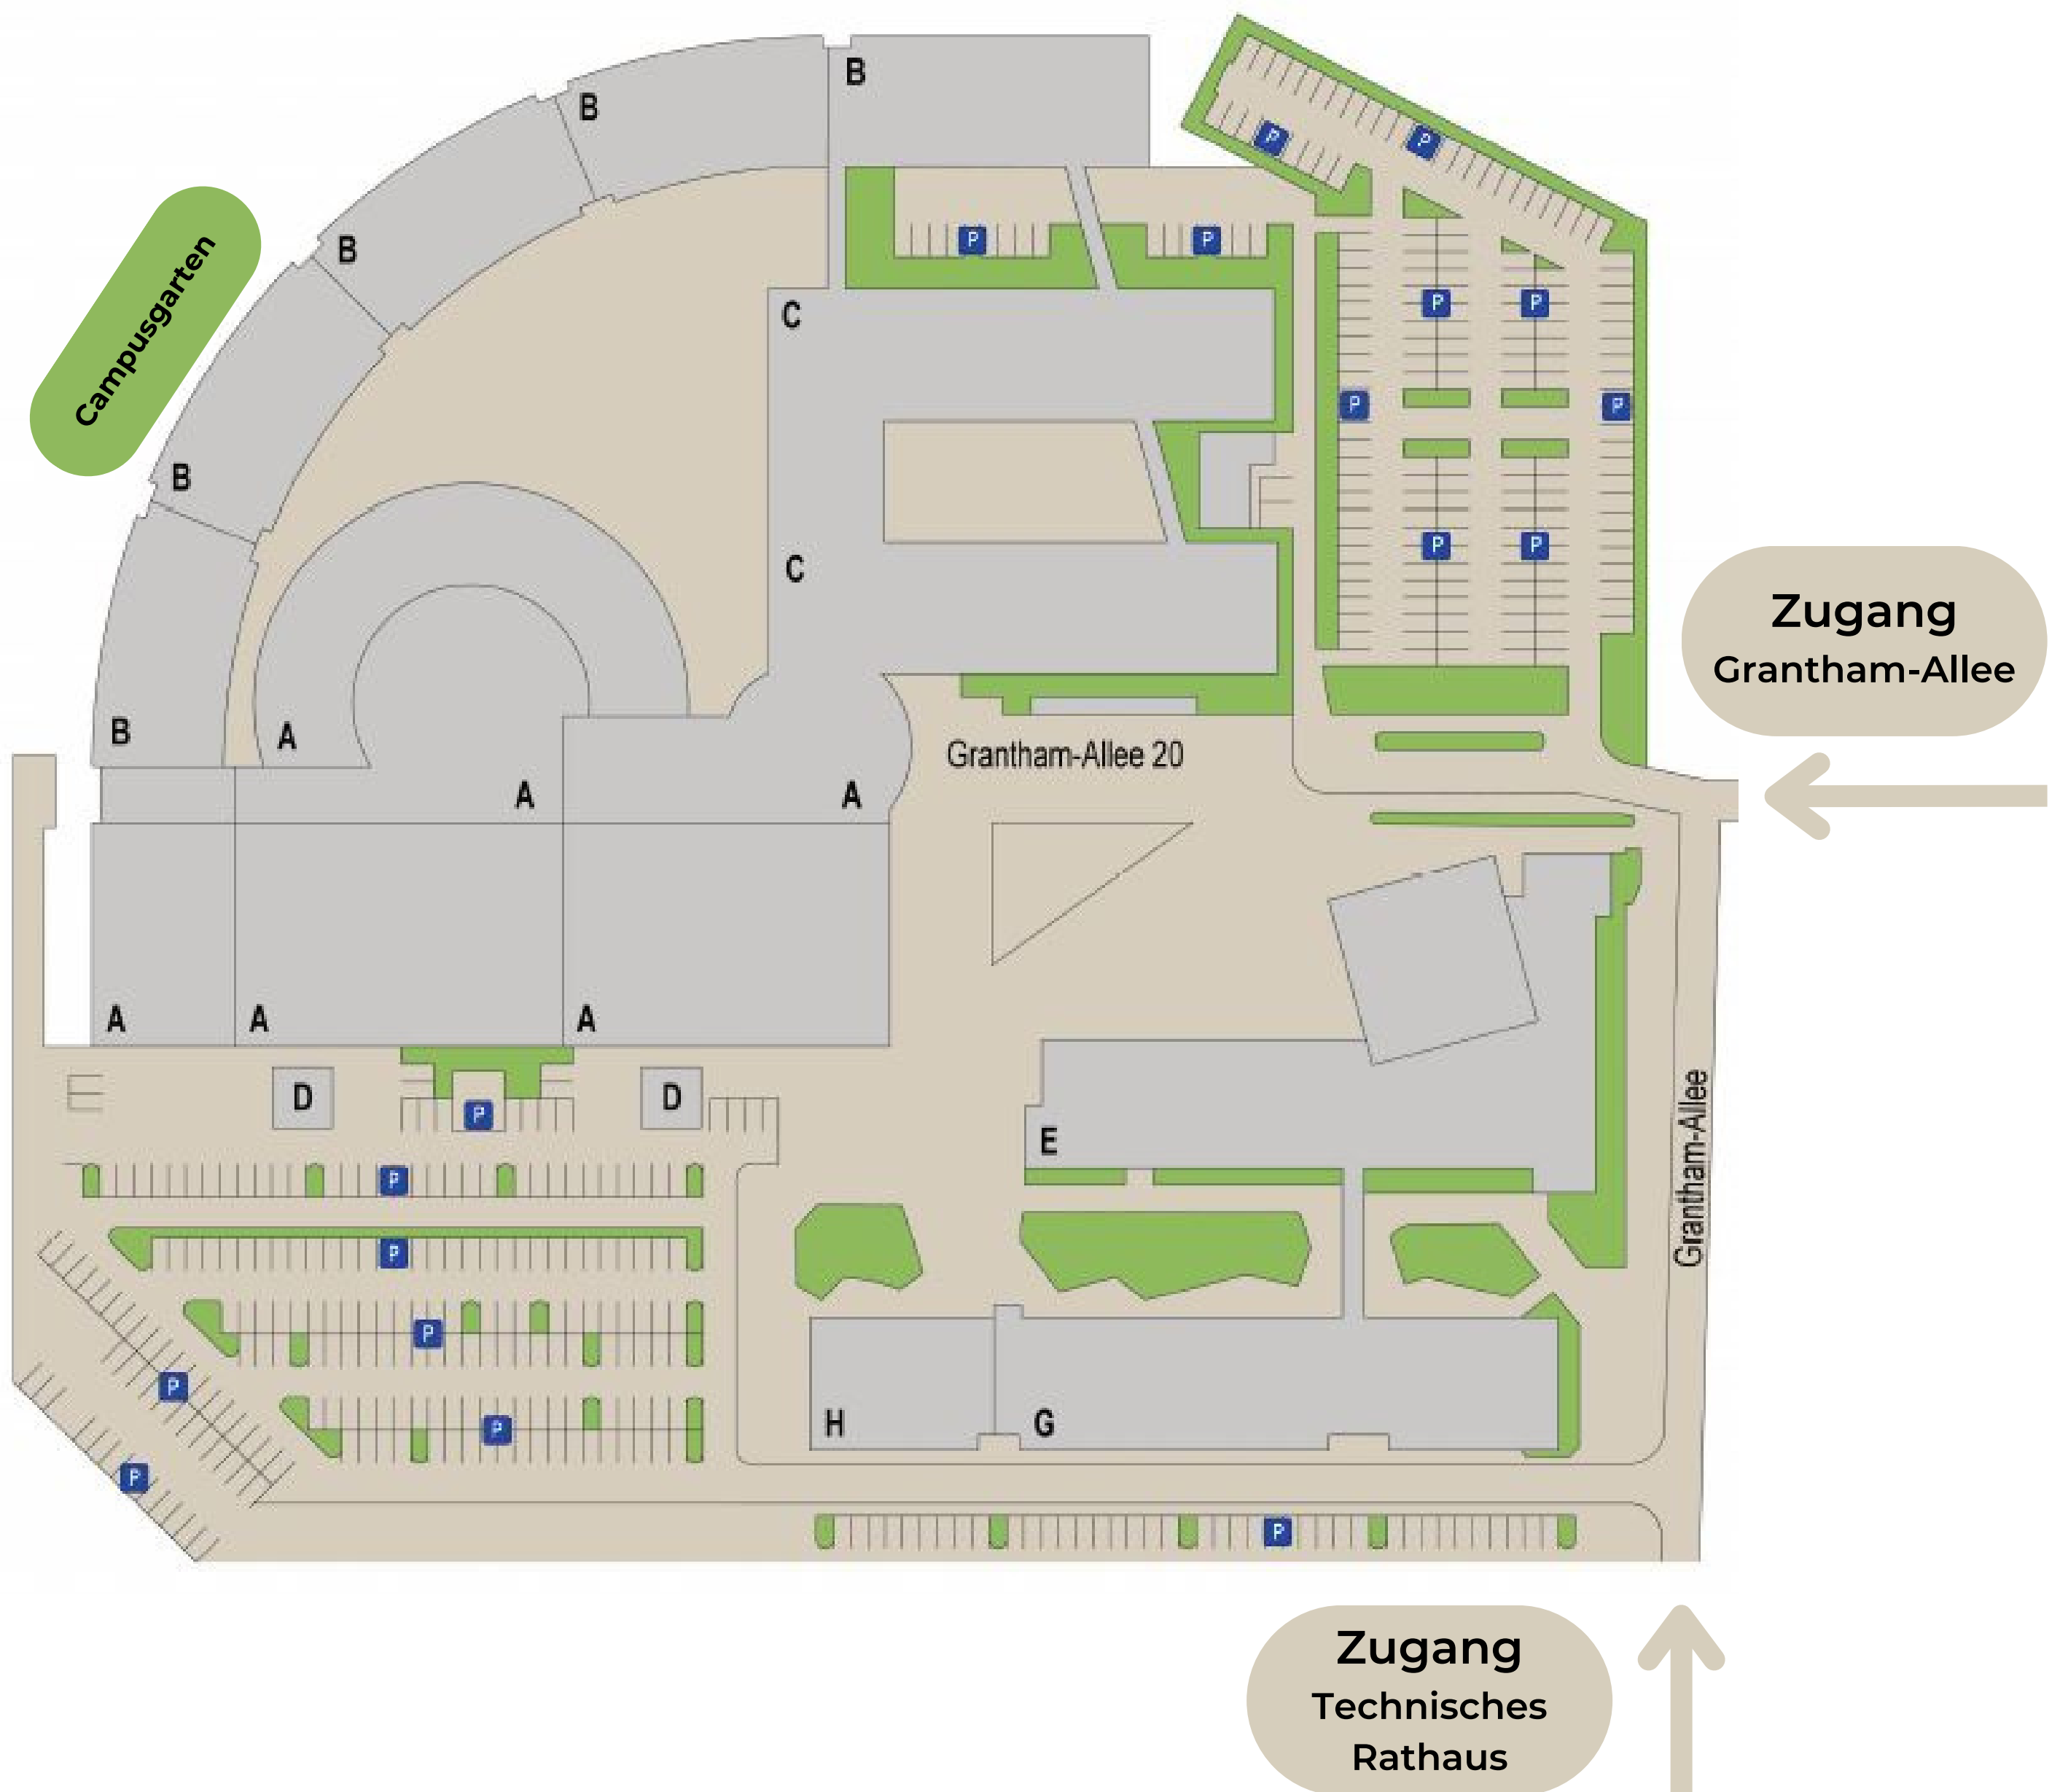 B
B
P
P
B
P
P
Campusgarten
C
P
P
P
P
B
C
P
P
Zugang
Grantham-Allee
B
A
Grantham-Allee 20
A
A
A
A
A
D
D
P
E
Grantham-Allee
P
P
P
P
H
G
P
P
P
Zugang
Technisches
Rathaus